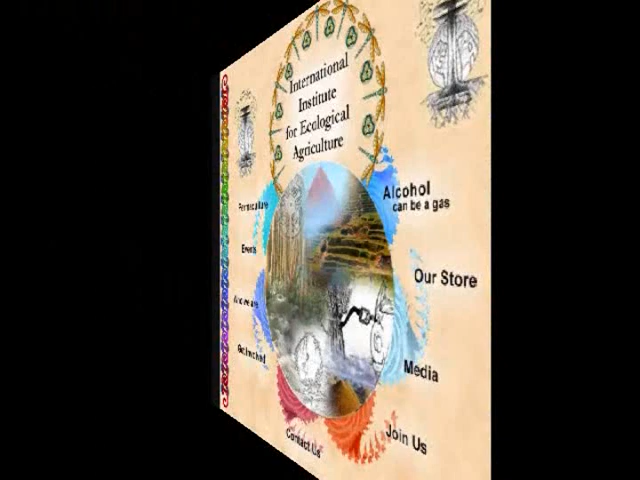 International
Institute
for Ecological
Agriculture
Alcohol
can be a gas
Permaculture
Our Store
Events
Get Involved
Media
Join Us
Contact Us